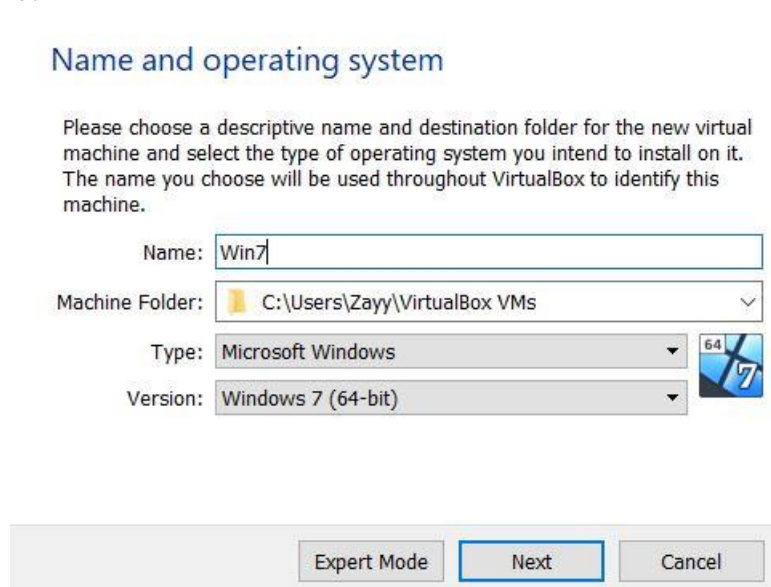 Name and operating system
Please choose a descriptive name and destination folder for the new virtual
machine and select the type of operating system you intend to install on it.
The name you choose will be used throughout VirtualBox to identify this
machine.
Name: Win7
Machine Folder: C:\Users\Zayy\VirtualBox VMs
Type: Microsoft Windows
64
Version: Windows 7 (64-bit)
7
Expert Mode Next Cancel